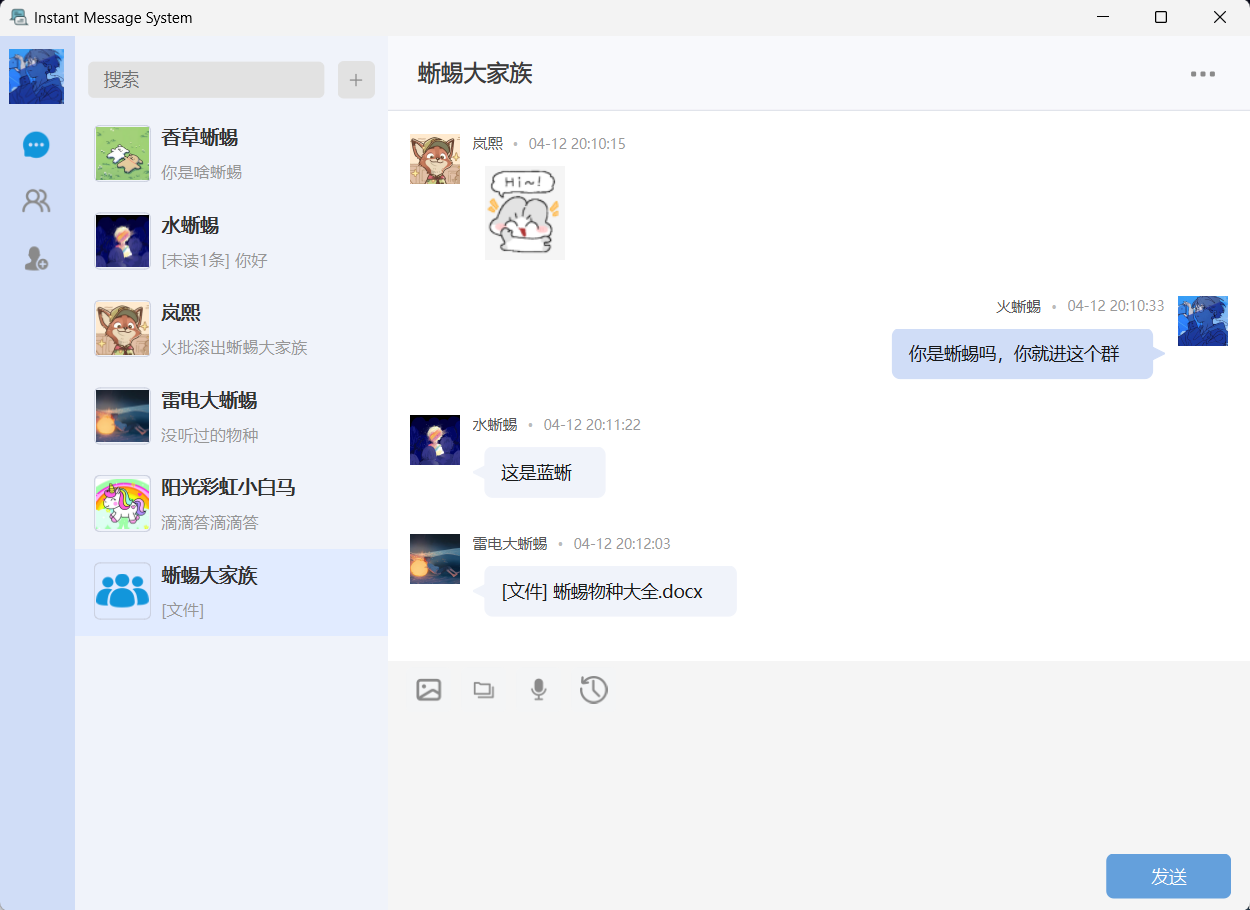 Instant Message System
搜索
香草蜥蜴
你是啥蜥蜴
水蜥蜴
[未读1条] 你好
岚熙
火批滚出蜥蜴大家族
雷电大蜥蜴
没听过的物种
阳光彩虹小白马
滴滴答滴滴答
蜥蜴大家族
[文件]
蜥蜴大家族
岚熙 • 04-12 20:10:15
Hi~!
火蜥蜴 • 04-12 20:10:33
你是蜥蜴吗，你就进这个群
水蜥蜴 • 04-12 20:11:22
这是蓝蜥
雷电大蜥蜴 • 04-12 20:12:03
[文件] 蜥蜴物种大全.docx
发送